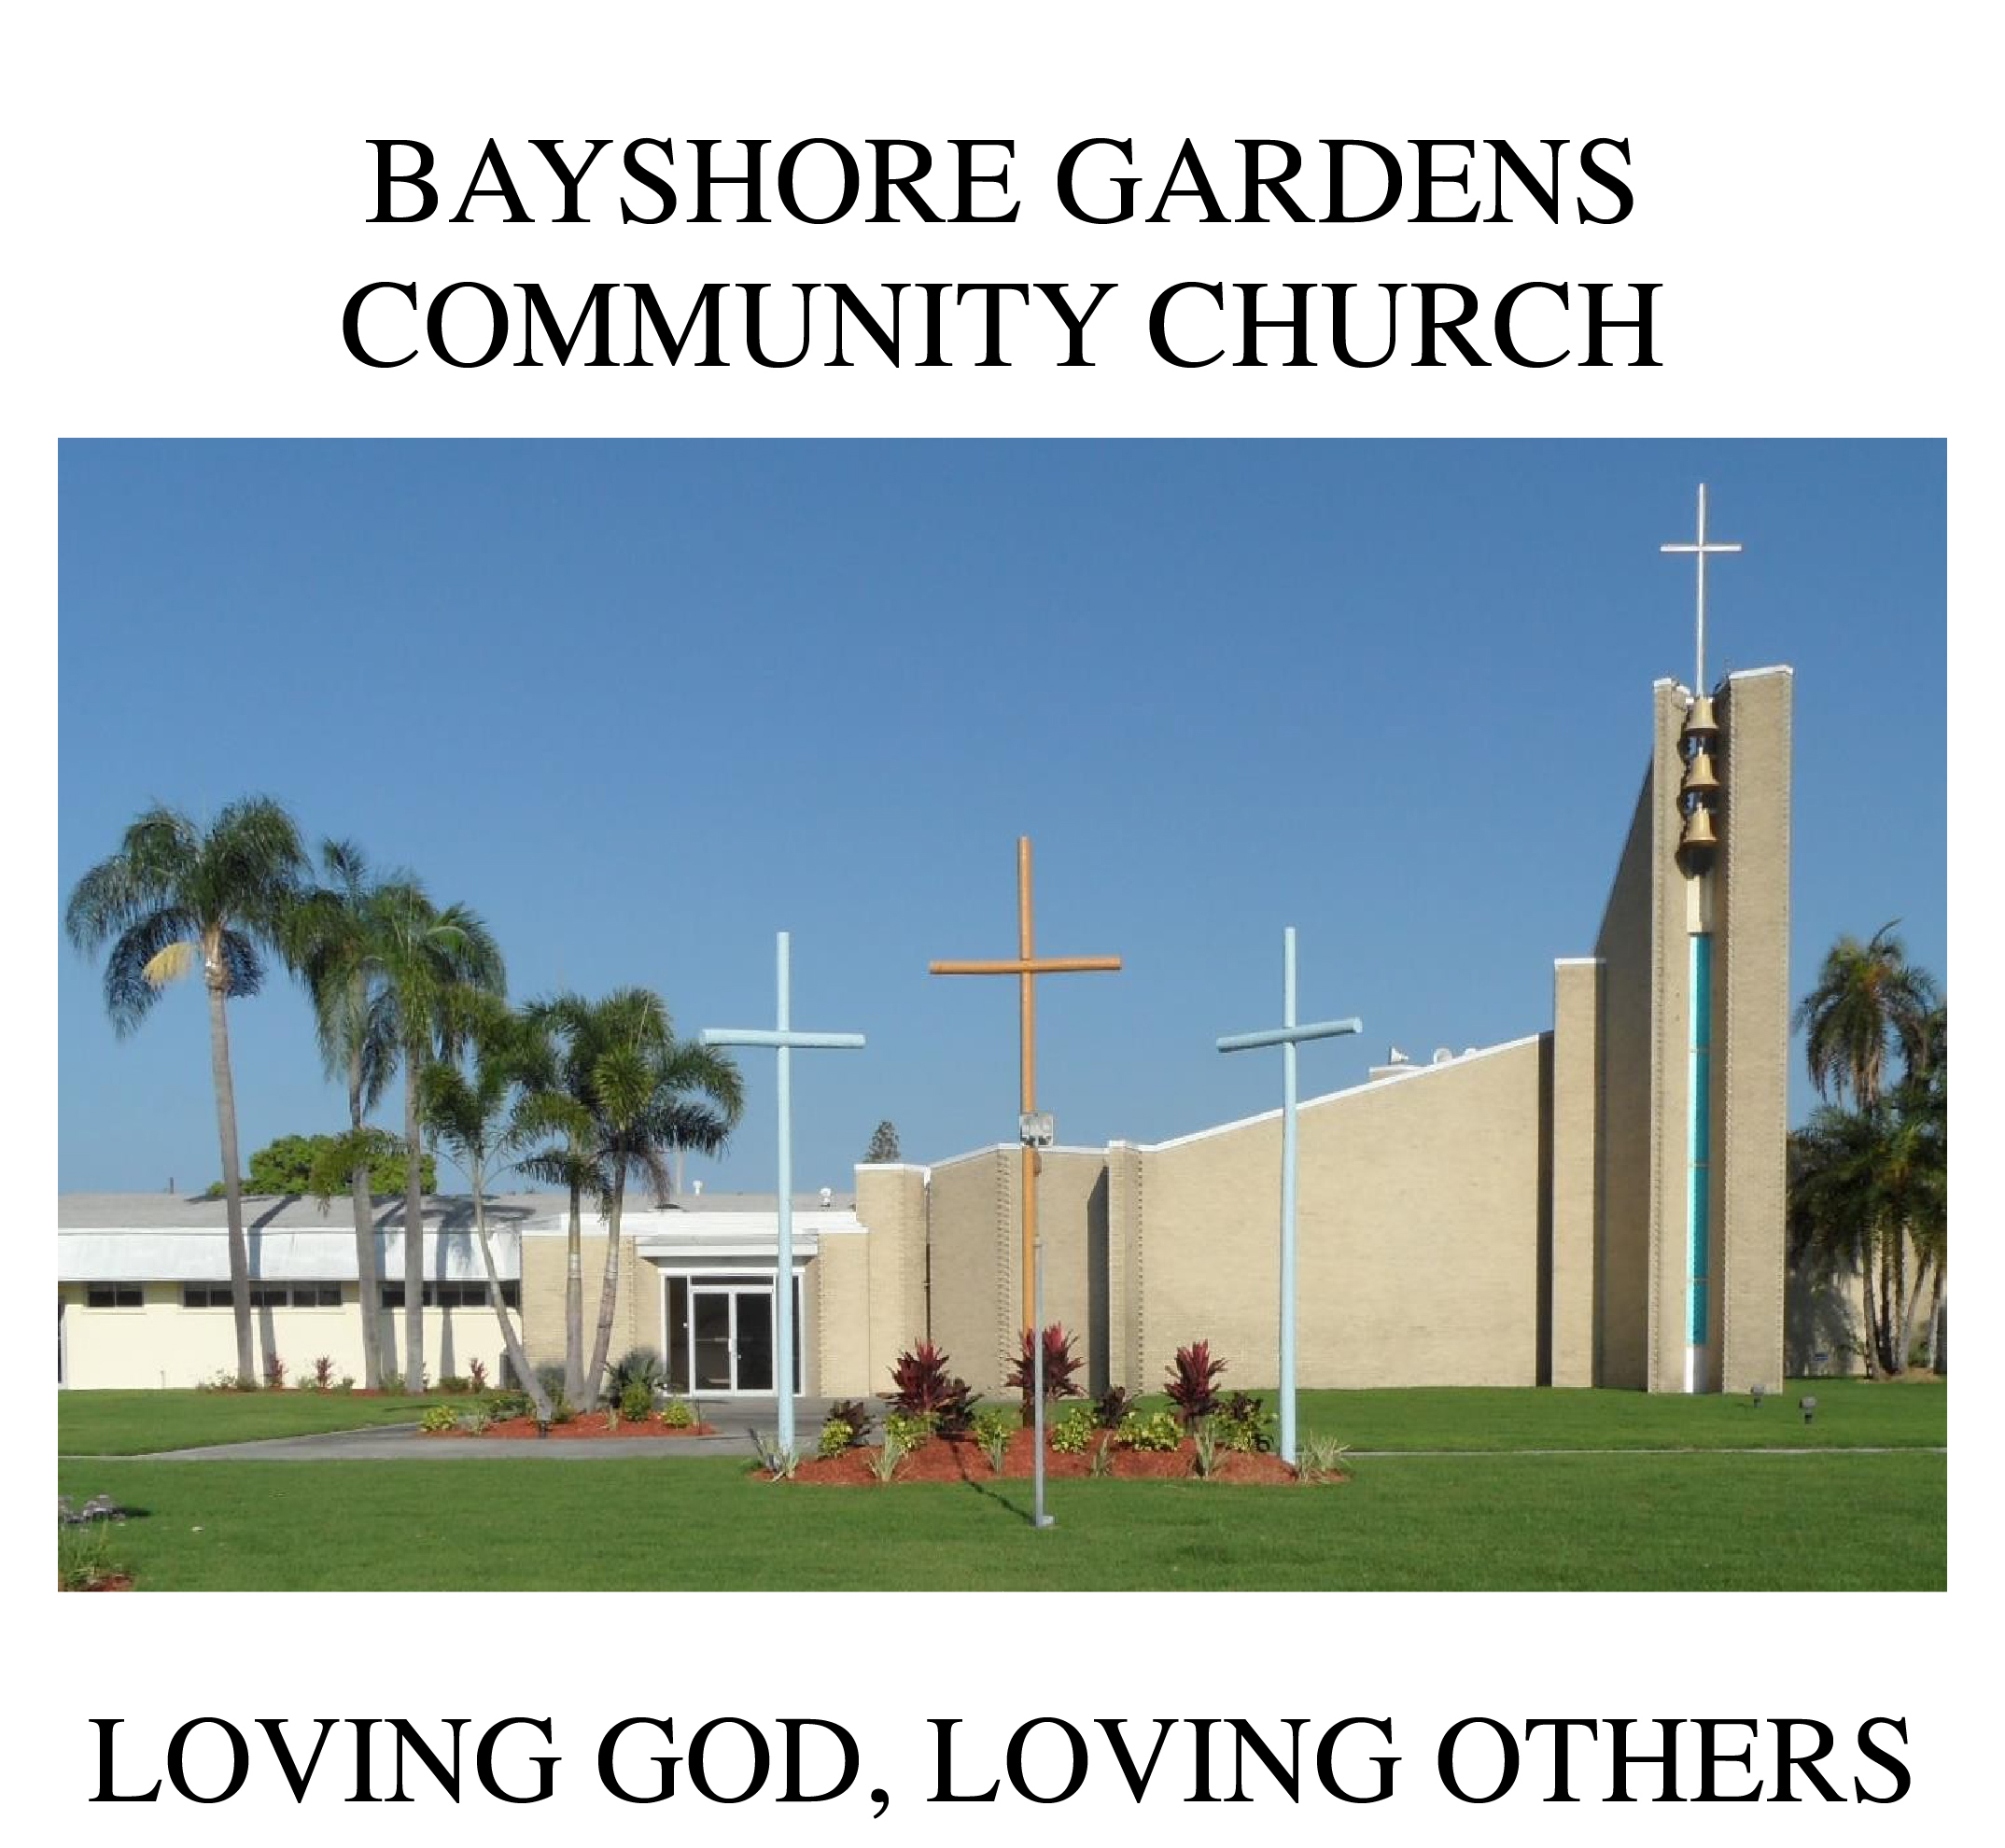 BAYSHORE GARDENS
COMMUNITY CHURCH
LOVING GOD, LOVING OTHERS